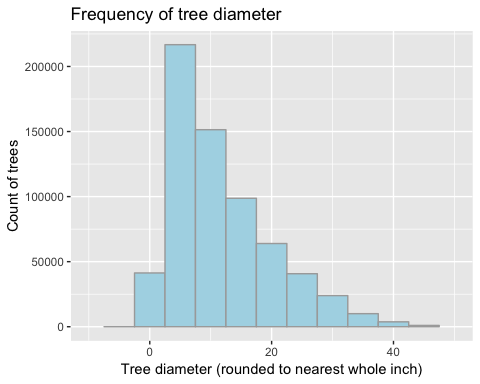 Frequency of tree diameter
200000
150000
100000
50000
0
Count of trees
0 20 40
Tree diameter (rounded to nearest whole inch)